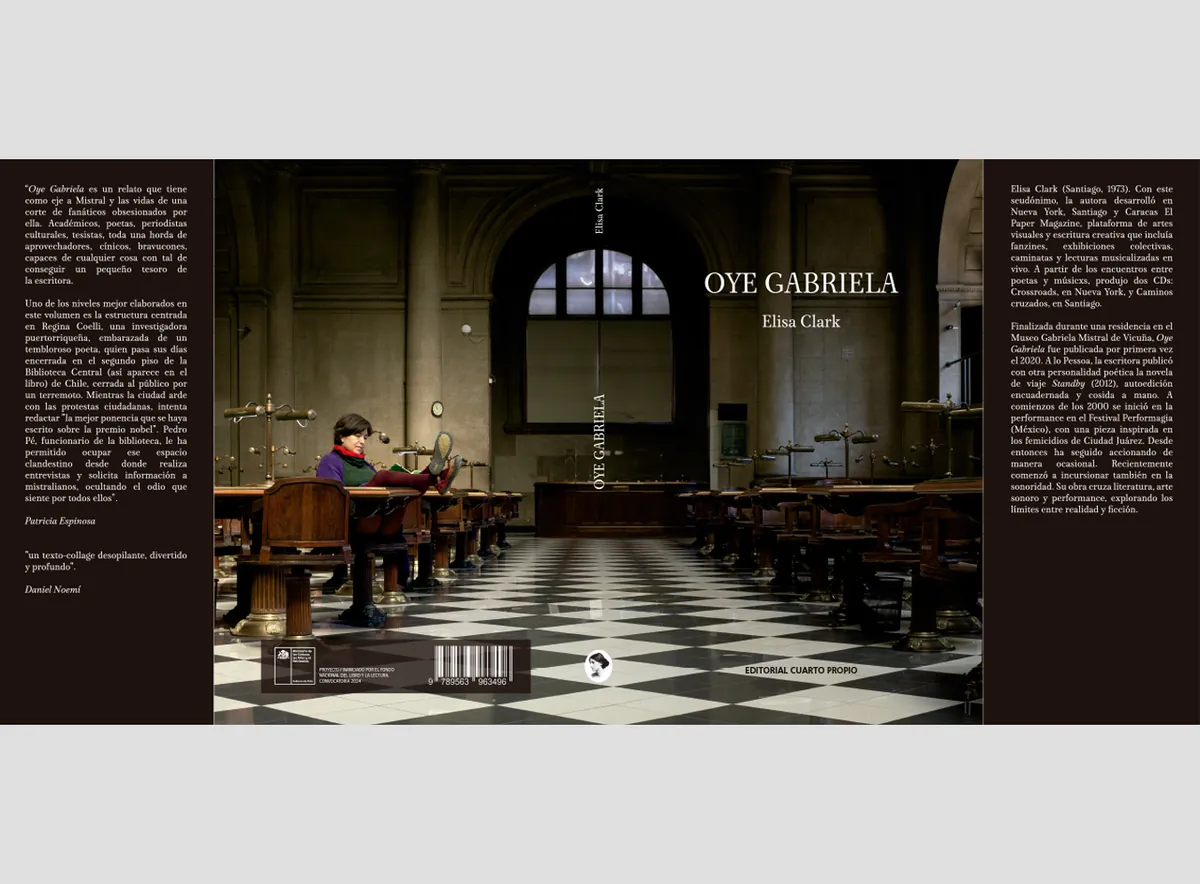 "Oye Gabriela es un relato que tiene
como eje a Mistral y las vidas de una
corte de fanáticos obsesionados por
ella. Académicos, poetas, periodistas
culturales, tesistas, toda una horda de
aprovechadores, cínicos, bravucones,
capaces de cualquier cosa con tal de
conseguir un pequeño tesoro de
la escritora.
Uno de los niveles mejor elaborados en
este volumen es la estructura centrada
en Regina Coelli, una investigadora
puertorriqueña, embarazada de un
tembloroso poeta, quien pasa sus días
encerrada en el segundo piso de la
Biblioteca Central (así aparece en el
libro) de Chile, cerrada al público por
un terremoto. Mientras la ciudad arde
con las protestas ciudadanas, intenta
redactar "la mejor ponencia que se haya
escrito sobre la premio nobel". Pedro
Pé, funcionario de la biblioteca, le ha
permitido ocupar ese espacio
clandestino desde donde realiza
entrevistas y solicita información a
mistralianos, ocultando el odio que
siente por todos ellos".
Patricia Espinosa
"un texto-collage desopilante, divertido
y profundo".
Daniel Noemí
PROYECTO FINANCIADO POR EL FONDO
NACIONAL DEL LIBRO Y LA LECTURA,
CONVOCATORIA 2024
9 789563 963496
Elisa Clark
OYE GABRIELA
OYE GABRIELA
Elisa Clark
EDITORIAL CUARTO PROPIO
Elisa Clark (Santiago, 1973). Con este
seudónimo, la autora desarrolló en
Nueva York, Santiago y Caracas El
Paper Magazine, plataforma de artes
visuales y escritura creativa que incluía
fanzines, exhibiciones colectivas,
caminatas y lecturas musicalizadas en
vivo. A partir de los encuentros entre
poetas y músicxs, produjo dos CDs:
Crossroads, en Nueva York, y Caminos
cruzados, en Santiago.
Finalizada durante una residencia en el
Museo Gabriela Mistral de Vicuña, Oye
Gabriela fue publicada por primera vez
el 2020. A lo Pessoa, la escritora publicó
con otra personalidad poética la novela
de viaje Standby (2012), autoedición
encuadernada y cosida a mano. A
comienzos de los 2000 se inició en la
performance en el Festival Performagia
(México), con una pieza inspirada en
los femicidios de Ciudad Juárez. Desde
entonces ha seguido accionando de
manera ocasional. Recientemente
comenzó a incursionar también en la
sonoridad. Su obra cruza literatura, arte
sonoro y performance, explorando los
límites entre realidad y ficción.